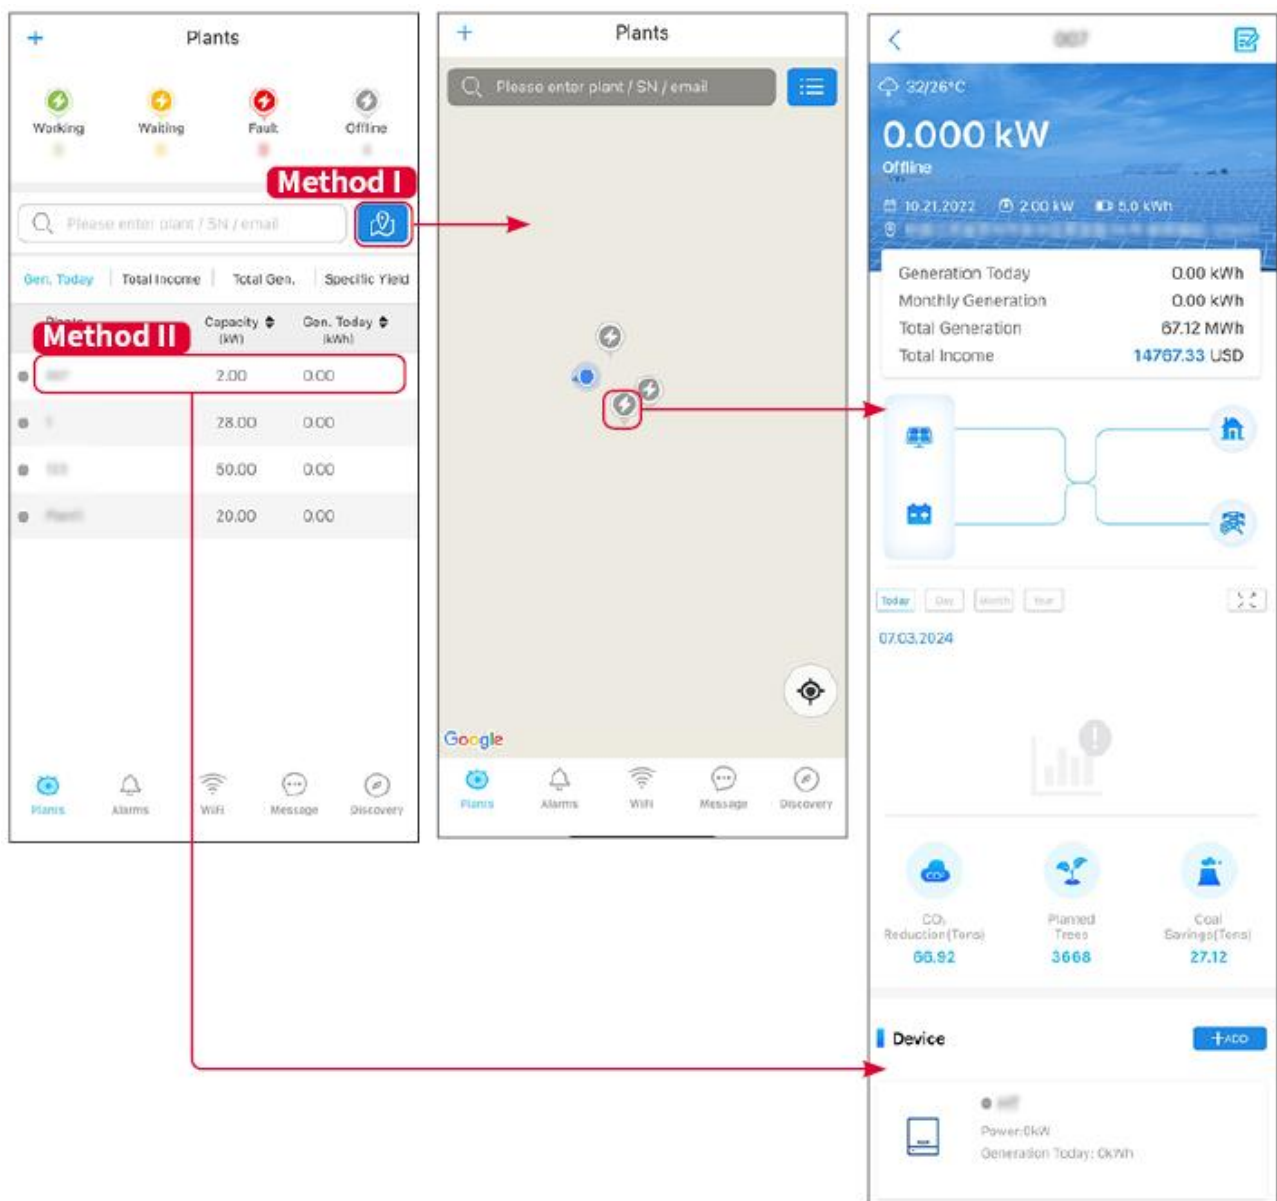 Plants
Working
Waiting
Fault
Offline
Method I
Please enter plant / SN / email
Gen. Today
Total Income
Total Gen.
Specific Yield
Method II
Capacity
(kW)
Gen. Today
(kWh)
2.00 0.00
1 28.00 0.00
50.00 0.00
20.00 0.00
Plants
Alarms
WiFi
Message
Discovery
Plants
Please enter plant / SN / email
Google
Plants
Alarms
WiFi
Message
Discovery
007
32/26°C
0.000 kW
Offline
10.21.2022 2.00 kW 5.0 kWh
Generation Today 0.00 kWh
Monthly Generation 0.00 kWh
Total Generation 67.12 MWh
Total Income 14767.33 USD
Today Day Month Year
07.03.2024
CO₂
Reduction(Tons)
66.92
Planted
Trees
3668
Coal
Savings(Tons)
27.12
Device
+ADD
Power:0kW
Generation Today: 0kWh